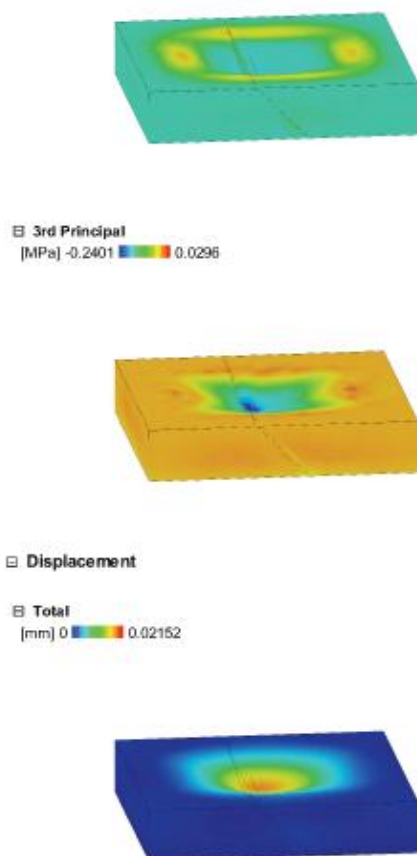 3rd Principal
[MPa] -0.2401 0.0296
Displacement
Total
[mm] 0 0.02152